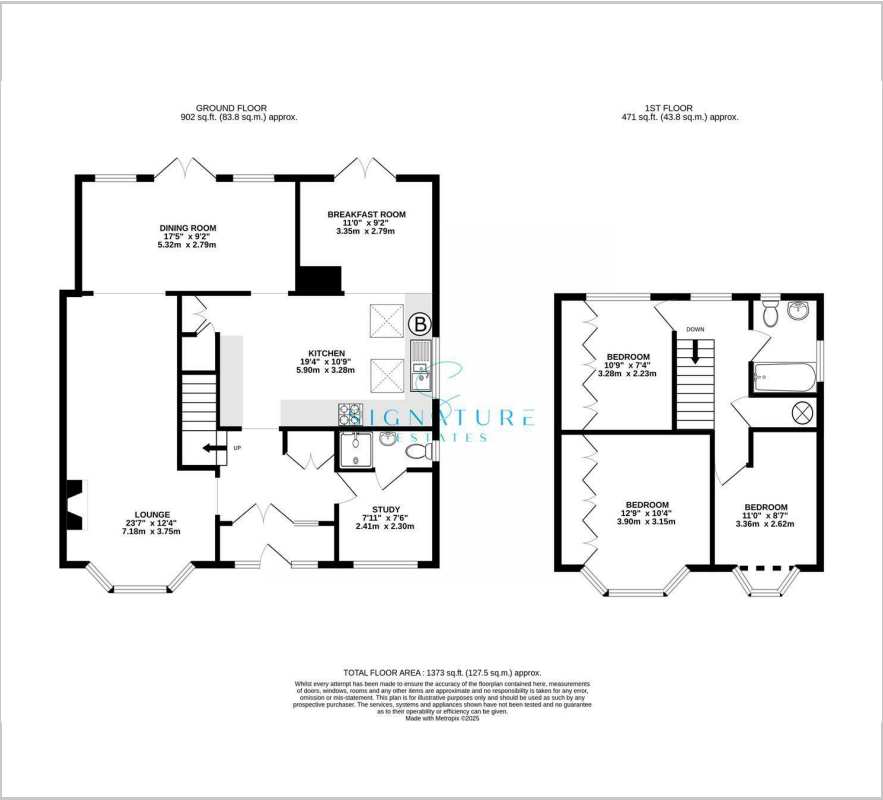 GROUND FLOOR
902 sq.ft. (83.8 sq.m.) approx.
1ST FLOOR
471 sq.ft. (43.8 sq.m.) approx.
DINING ROOM
17'5" x 9'2"
5.32m x 2.79m
BREAKFAST ROOM
11'0" x 9'2"
3.35m x 2.79m
KITCHEN
19'4" x 10'9"
5.90m x 3.28m
B
UP
LOUNGE
23'7" x 12'4"
7.18m x 3.75m
STUDY
7'11" x 7'6"
2.41m x 2.30m
SIGNATURE
ESTATES
BEDROOM
10'9" x 7'4"
3.28m x 2.23m
DOWN
BEDROOM
12'9" x 10'4"
3.90m x 3.15m
BEDROOM
11'0" x 8'7"
3.36m x 2.62m
TOTAL FLOOR AREA : 1373 sq.ft. (127.5 sq.m.) approx.
Whilst every attempt has been made to ensure the accuracy of the floorplan contained here, measurements
of doors, windows, rooms and any other items are approximate and no responsibility is taken for any error,
omission or mis-statement. This plan is for illustrative purposes only and should be used as such by any
prospective purchaser. The services, systems and appliances shown have not been tested and no guarantee
as to their operability or efficiency can be given.
Made with Metropix ©2025